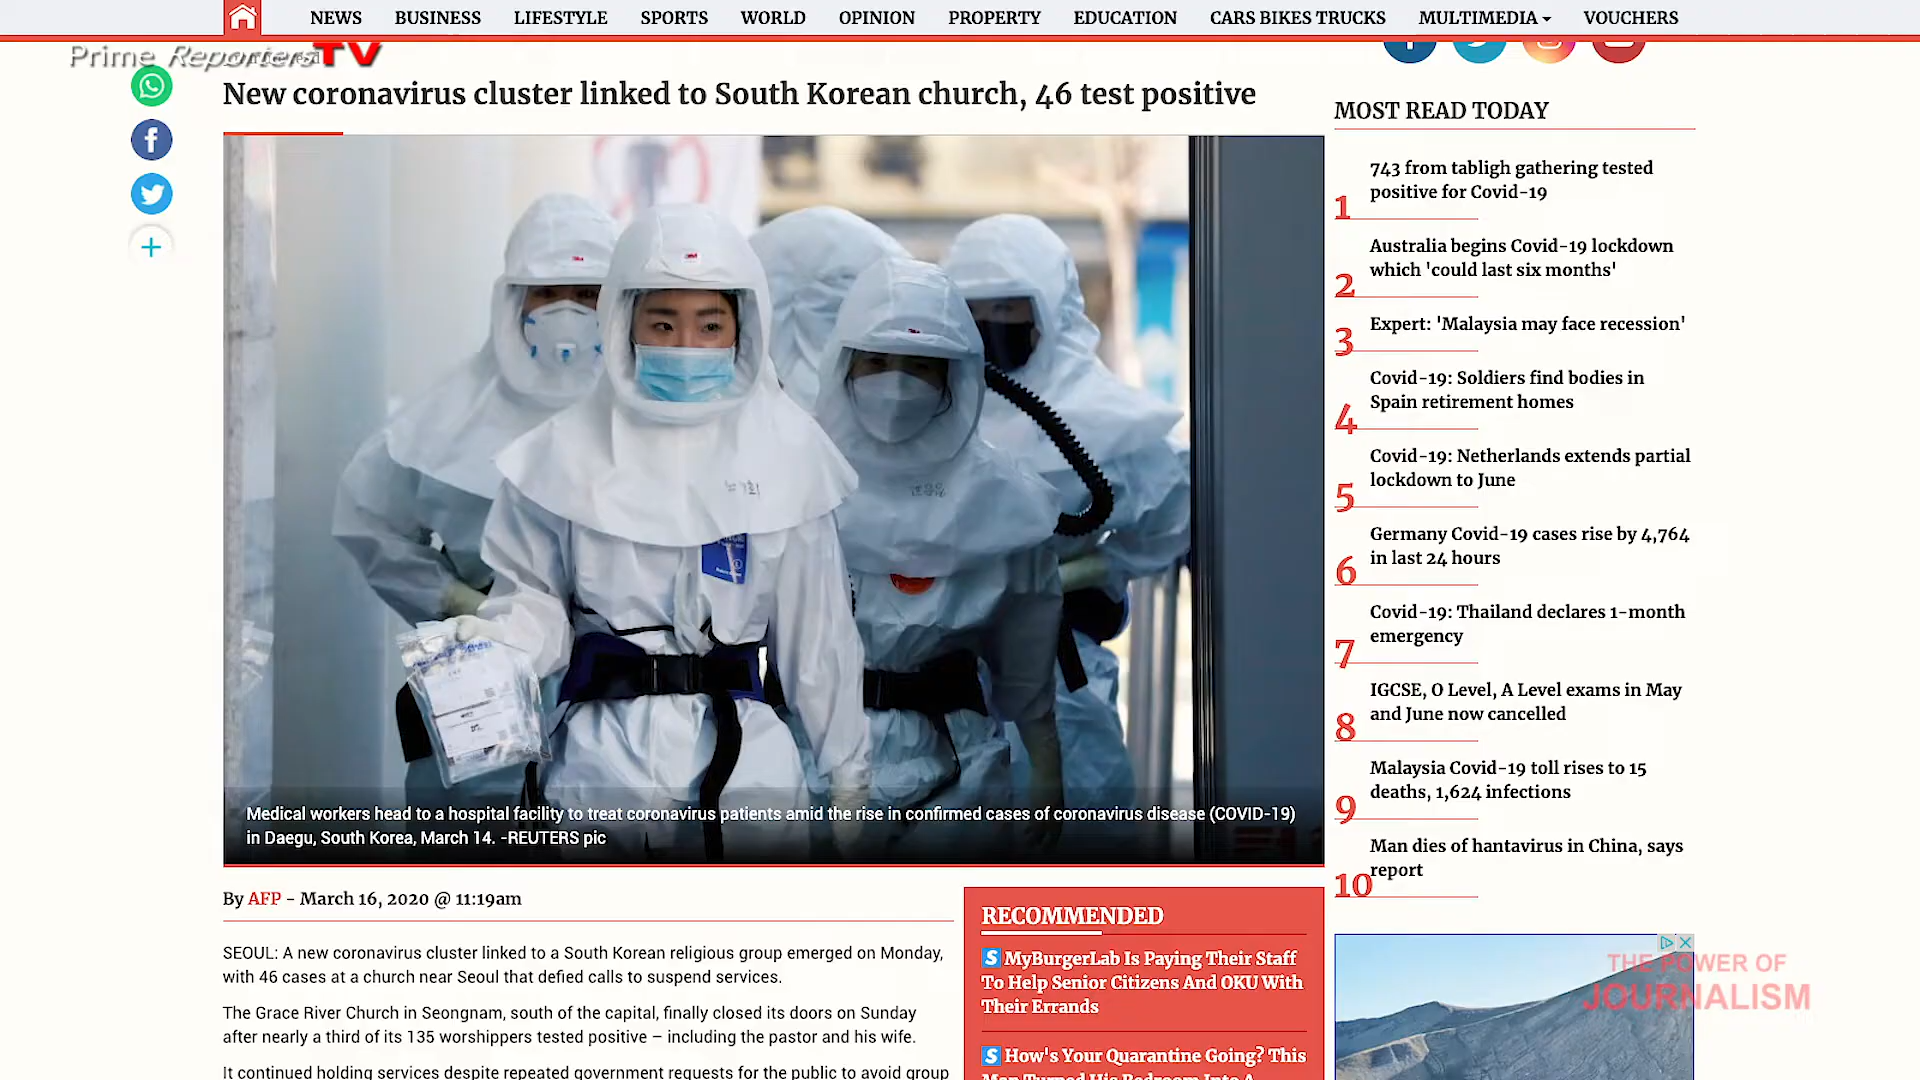 NEWS BUSINESS LIFESTYLE SPORTS WORLD OPINION PROPERTY EDUCATION CARS BIKES TRUCKS MULTIMEDIA VOUCHERS
Prime Reporters TV
New coronavirus cluster linked to South Korean church, 46 test positive
3M
3M
Medical workers head to a hospital facility to treat coronavirus patients amid the rise in confirmed cases of coronavirus disease (COVID-19)
in Daegu, South Korea, March 14. -REUTERS pic
By AFP - March 16, 2020 @ 11:19am
SEOUL: A new coronavirus cluster linked to a South Korean religious group emerged on Monday,
with 46 cases at a church near Seoul that defied calls to suspend services.
The Grace River Church in Seongnam, south of the capital, finally closed its doors on Sunday
after nearly a third of its 135 worshippers tested positive – including the pastor and his wife.
It continued holding services despite repeated government requests for the public to avoid group
RECOMMENDED
MyBurgerLab Is Paying Their Staff
To Help Senior Citizens And OKU With
Their Errands
How's Your Quarantine Going? This
Man Turned His Bedroom Into A
MOST READ TODAY
1
743 from tabligh gathering tested
positive for Covid-19
2
Australia begins Covid-19 lockdown
which 'could last six months'
3
Expert: 'Malaysia may face recession'
4
Covid-19: Soldiers find bodies in
Spain retirement homes
5
Covid-19: Netherlands extends partial
lockdown to June
6
Germany Covid-19 cases rise by 4,764
in last 24 hours
7
Covid-19: Thailand declares 1-month
emergency
8
IGCSE, O Level, A Level exams in May
and June now cancelled
9
Malaysia Covid-19 toll rises to 15
deaths, 1,624 infections
10
Man dies of hantavirus in China, says
report
THE POWER OF
JOURNALISM